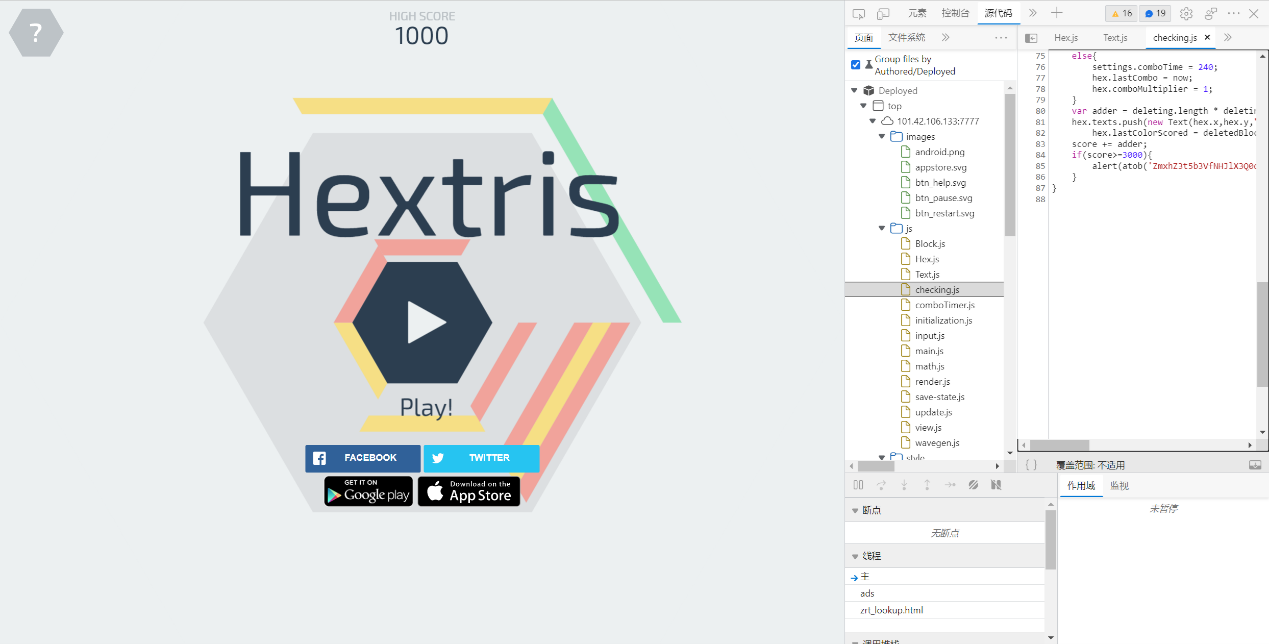 ?
HIGH SCORE
1000
Hextris
Play!
FACEBOOK
TWITTER
GET IT ON
Google play
Download on the
App Store
元素
控制台
源代码
16
19
页面
文件系统
Group files by
Authored/Deployed
Deployed
top
101.42.106.133:7777
images
android.png
appstore.svg
btn_help.svg
btn_pause.svg
btn_restart.svg
js
Block.js
Hex.js
Text.js
checking.js
comboTimer.js
initialization.js
input.js
main.js
math.js
render.js
save-state.js
update.js
view.js
wavegen.js
style
Hex.js
Text.js
checking.js
75 else{
76 settings.comboTime = 240;
77 hex.lastCombo = now;
78 hex.comboMultiplier = 1;
79 }
80 var adder = deleting.length * deletin
81 hex.texts.push(new Text(hex.x,hex.y,"
82 hex.lastColorScored = deletedBloc
83 score += adder;
84 if(score>=3000){
85
86 }
87 }
88
{ }
覆盖范围: 不适用
断点
无断点
线程
主
ads
zrt_lookup.html
调用堆栈
作用域
监视
未暂停